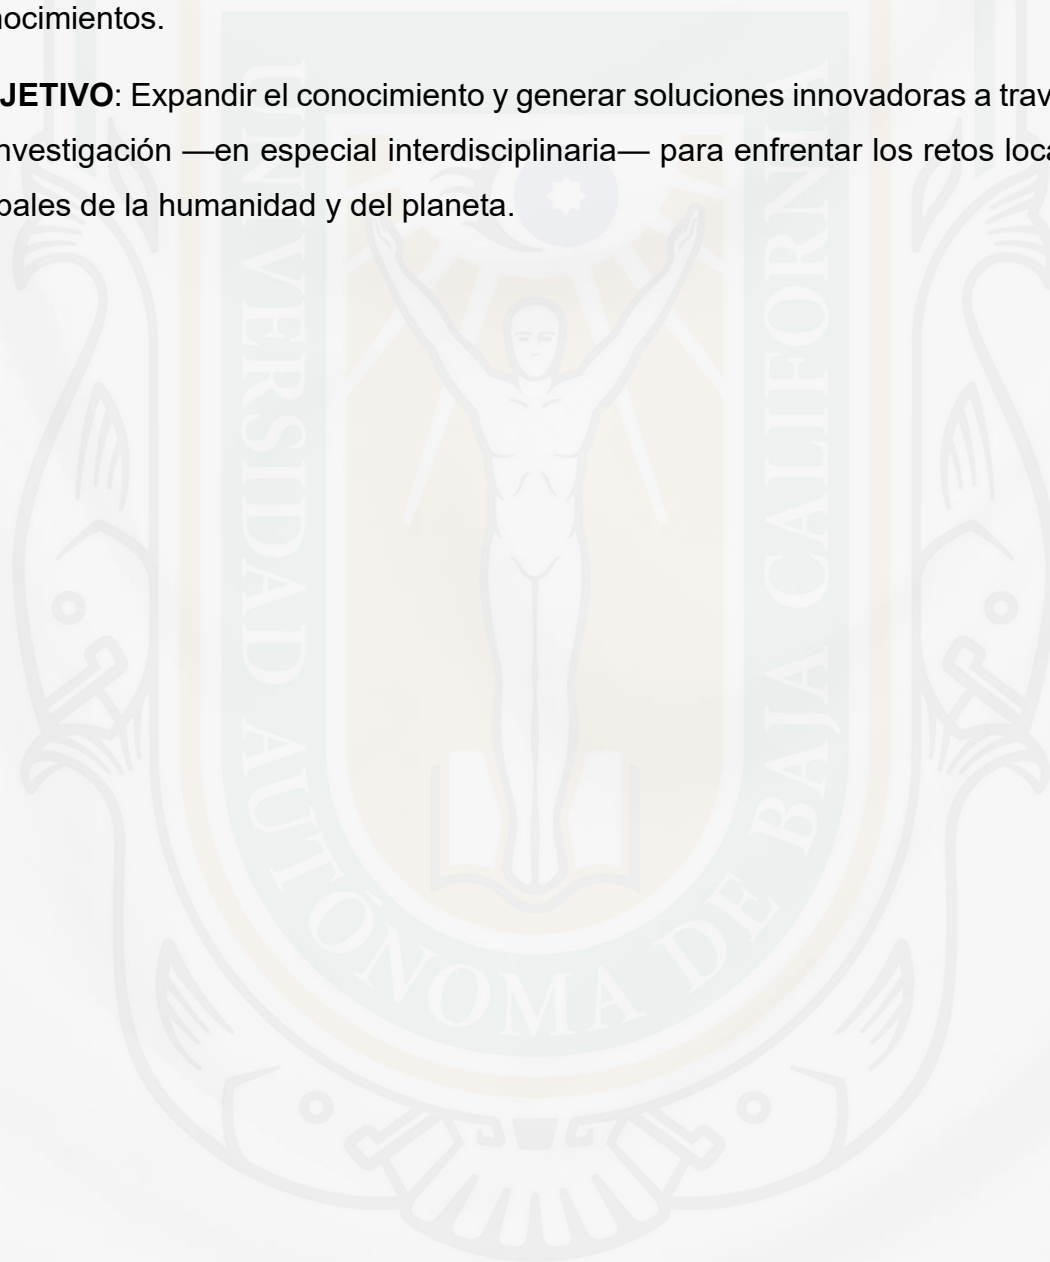 nocimientos.
JETIVO: Expandir el conocimiento y generar soluciones innovadoras a trav
nvestigación —en especial interdisciplinaria— para enfrentar los retos loca
bales de la humanidad y del planeta.
UNIVERSIDAD AUTÓNOMA DE BAJA CALIFORNIA